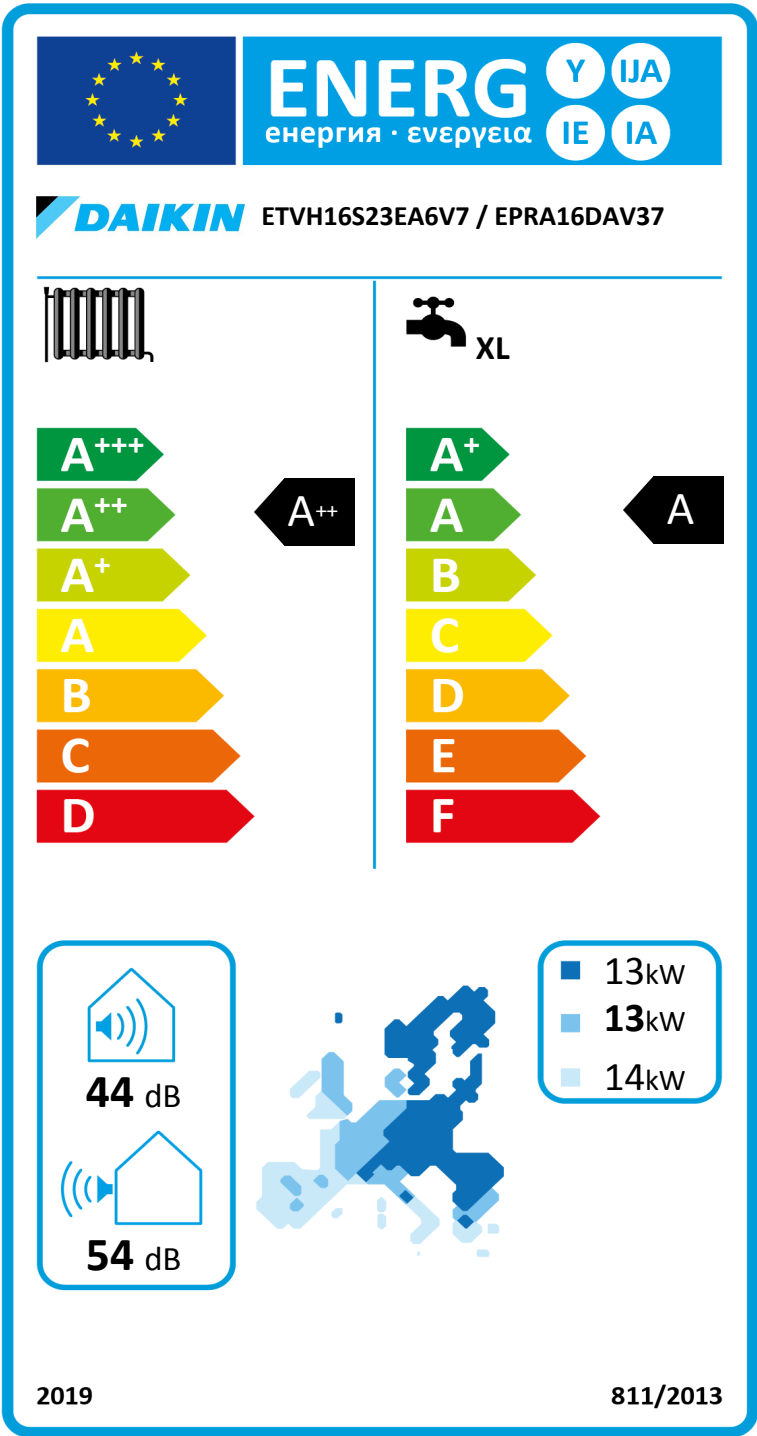 ENERG
енергия · ενεργεια
Y
IJA
IE
IA
DAIKIN
ETVH16S23EA6V7 / EPRA16DAV37
XL
A+++
A++
A+
A
B
C
D
A++
A+
A
B
C
D
E
F
A
44 dB
54 dB
13kW
13kW
14kW
2019
811/2013